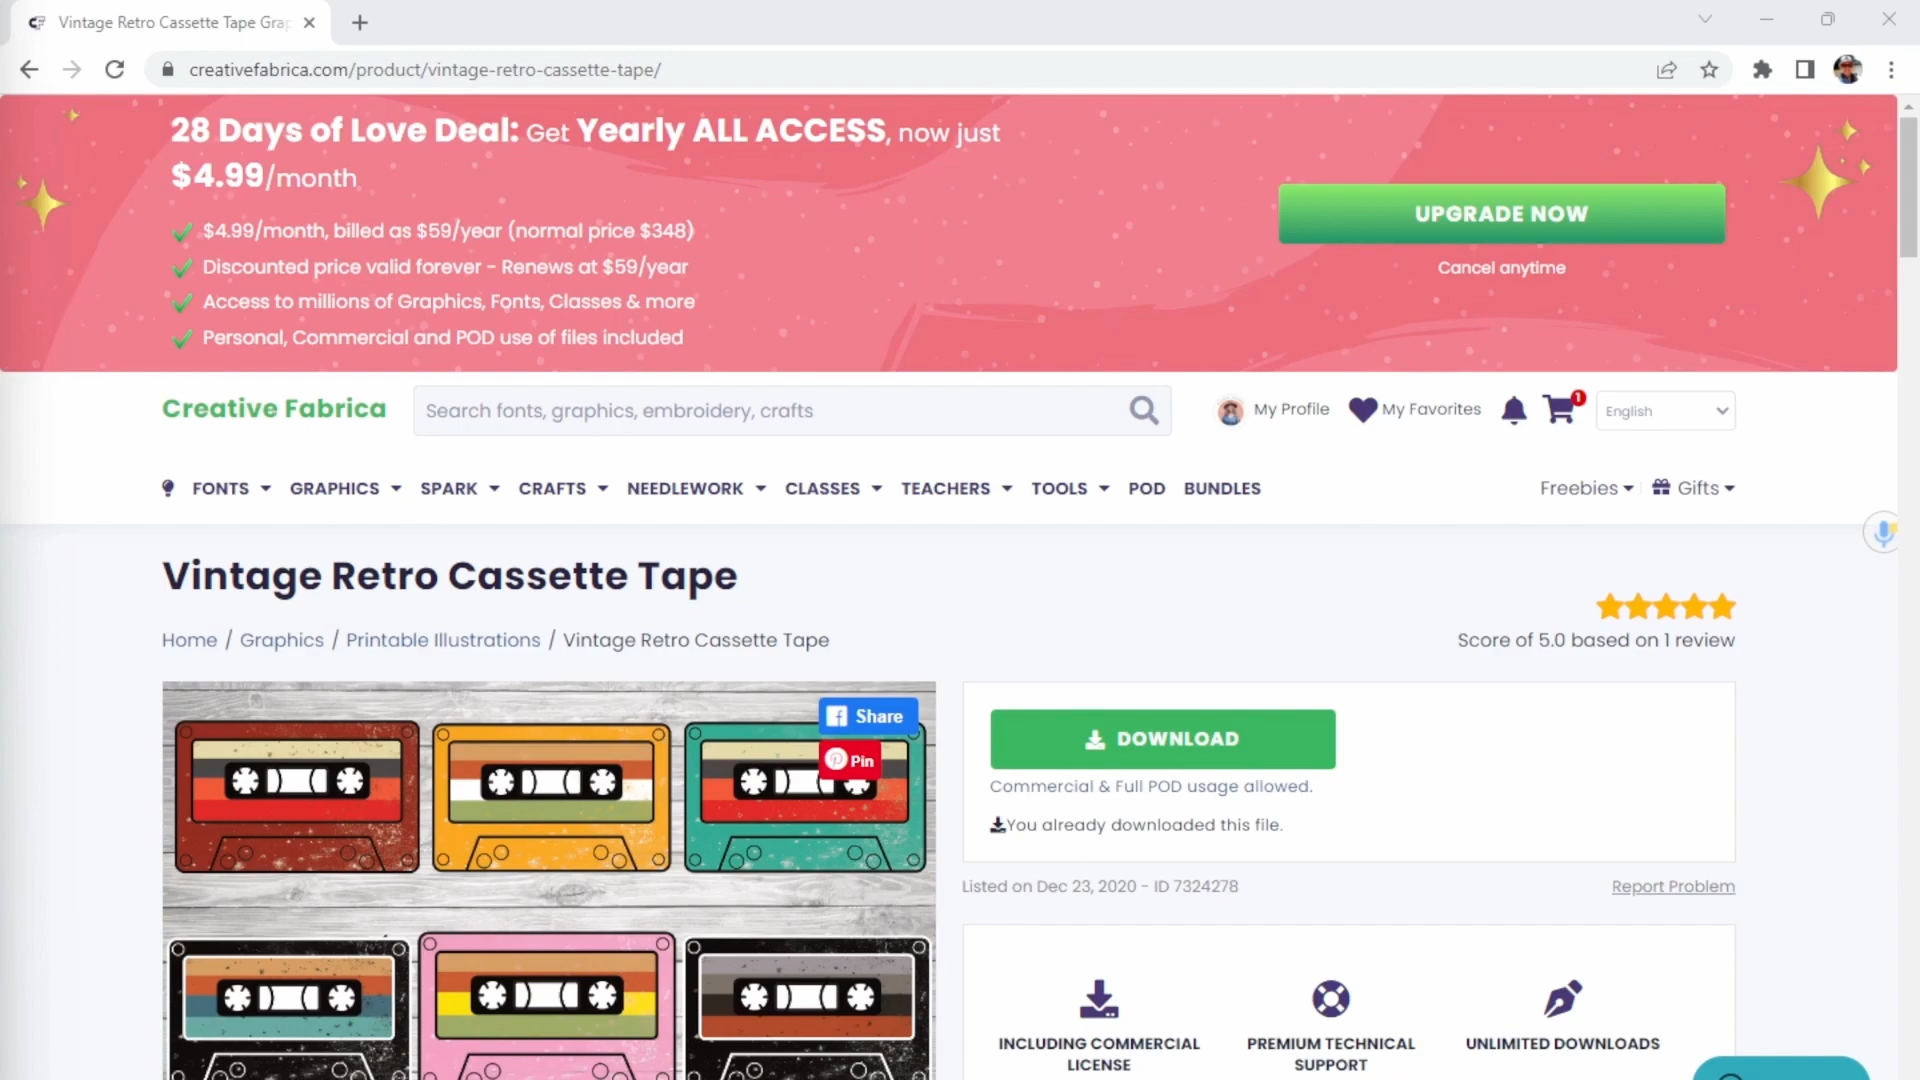 Vintage Retro Cassette Tape Grap
creativefabrica.com/product/vintage-retro-cassette-tape/
28 Days of Love Deal: Get Yearly ALL ACCESS, now just
$4.99/month
$4.99/month, billed as $59/year (normal price $348)
Discounted price valid forever - Renews at $59/year
Access to millions of Graphics, Fonts, Classes & more
Personal, Commercial and POD use of files included
UPGRADE NOW
Cancel anytime
Creative Fabrica
Search fonts, graphics, embroidery, crafts
My Profile
My Favorites
1
English
FONTS GRAPHICS SPARK CRAFTS NEEDLEWORK CLASSES TEACHERS TOOLS POD BUNDLES
Freebies Gifts
Vintage Retro Cassette Tape
Home / Graphics / Printable Illustrations / Vintage Retro Cassette Tape
Score of 5.0 based on 1 review
Share
Pin
DOWNLOAD
Commercial & Full POD usage allowed.
You already downloaded this file.
Listed on Dec 23, 2020 - ID 7324278
Report Problem
INCLUDING COMMERCIAL
LICENSE
PREMIUM TECHNICAL
SUPPORT
UNLIMITED DOWNLOADS